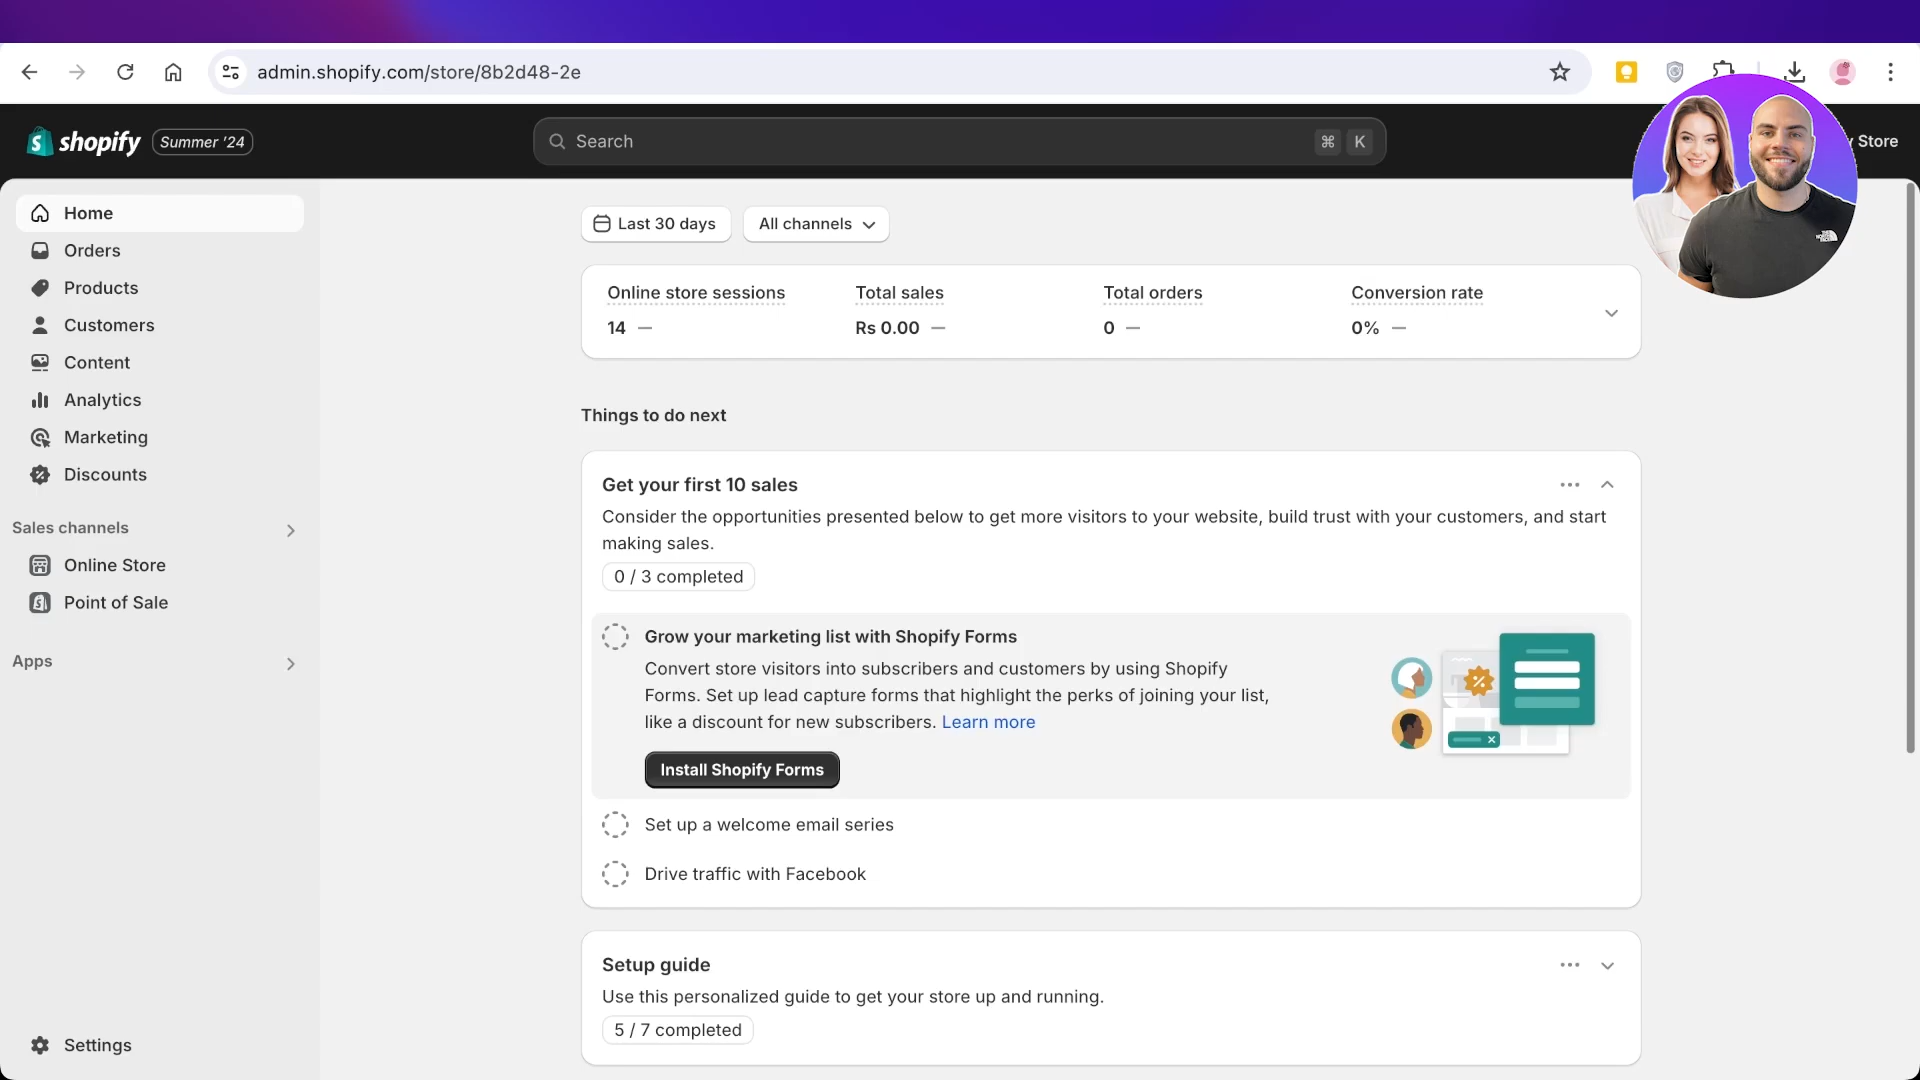 admin.shopify.com/store/8b2d48-2e
shopify Summer '24
Search ⌘ K
Store
Home
Orders
Products
Customers
Content
Analytics
Marketing
Discounts
Sales channels
Online Store
Point of Sale
Apps
Settings
Last 30 days All channels
Online store sessions Total sales Total orders Conversion rate
14 — Rs 0.00 — 0 — 0% —
Things to do next
Get your first 10 sales
Consider the opportunities presented below to get more visitors to your website, build trust with your customers, and start
making sales.
0 / 3 completed
Grow your marketing list with Shopify Forms
Convert store visitors into subscribers and customers by using Shopify
Forms. Set up lead capture forms that highlight the perks of joining your list,
like a discount for new subscribers. Learn more
Install Shopify Forms
Set up a welcome email series
Drive traffic with Facebook
Setup guide
Use this personalized guide to get your store up and running.
5 / 7 completed